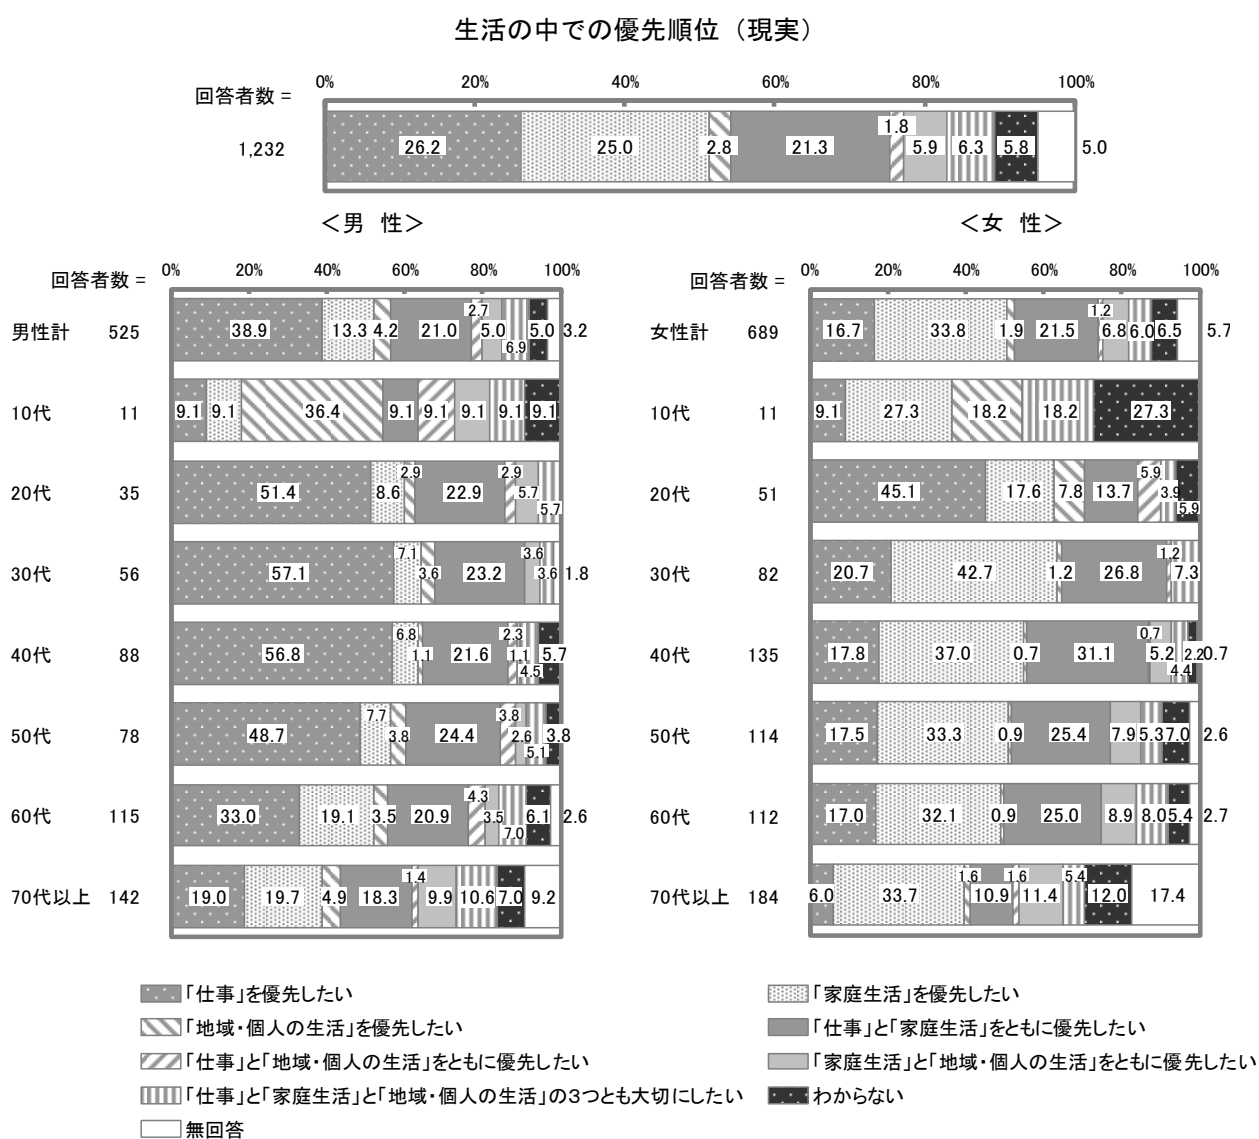 生活の中での優先順位（現実）
回答者数 =
0% 20% 40% 60% 80% 100%
1,232 26.2 25.0 2.8 21.3 1.8 5.9 6.3 5.8 5.0
＜男 性＞
回答者数 =
0% 20% 40% 60% 80% 100%
男性計 525 38.9 13.3 4.2 21.0 2.7 5.0 6.9 5.0 3.2
10代 11 9.1 9.1 36.4 9.1 9.1 9.1 9.1 9.1
20代 35 51.4 8.6 2.9 22.9 2.9 5.7 5.7
30代 56 57.1 7.1 3.6 23.2 3.6 3.6 1.8
40代 88 56.8 6.8 1.1 21.6 2.3 1.1 4.5 5.7
50代 78 48.7 7.7 3.8 24.4 3.8 2.6 5.1 3.8
60代 115 33.0 19.1 3.5 20.9 4.3 3.5 7.0 6.1 2.6
70代以上 142 19.0 19.7 4.9 18.3 1.4 9.9 10.6 7.0 9.2
＜女 性＞
回答者数 =
0% 20% 40% 60% 80% 100%
女性計 689 16.7 33.8 1.9 21.5 1.2 6.8 6.0 6.5 5.7
10代 11 9.1 27.3 18.2 18.2 27.3
20代 51 45.1 17.6 7.8 13.7 5.9 3.9 5.9
30代 82 20.7 42.7 1.2 26.8 1.2 7.3
40代 135 17.8 37.0 0.7 31.1 0.7 5.2 4.4 2.2 0.7
50代 114 17.5 33.3 0.9 25.4 7.9 5.3 7.0 2.6
60代 112 17.0 32.1 0.9 25.0 8.9 8.0 5.4 2.7
70代以上 184 6.0 33.7 1.6 10.9 1.6 11.4 5.4 12.0 17.4
「仕事」を優先したい
「家庭生活」を優先したい
「地域・個人の生活」を優先したい
「仕事」と「家庭生活」をともに優先したい
「仕事」と「地域・個人の生活」をともに優先したい
「家庭生活」と「地域・個人の生活」をともに優先したい
「仕事」と「家庭生活」と「地域・個人の生活」の3つとも大切にしたい
わからない
無回答